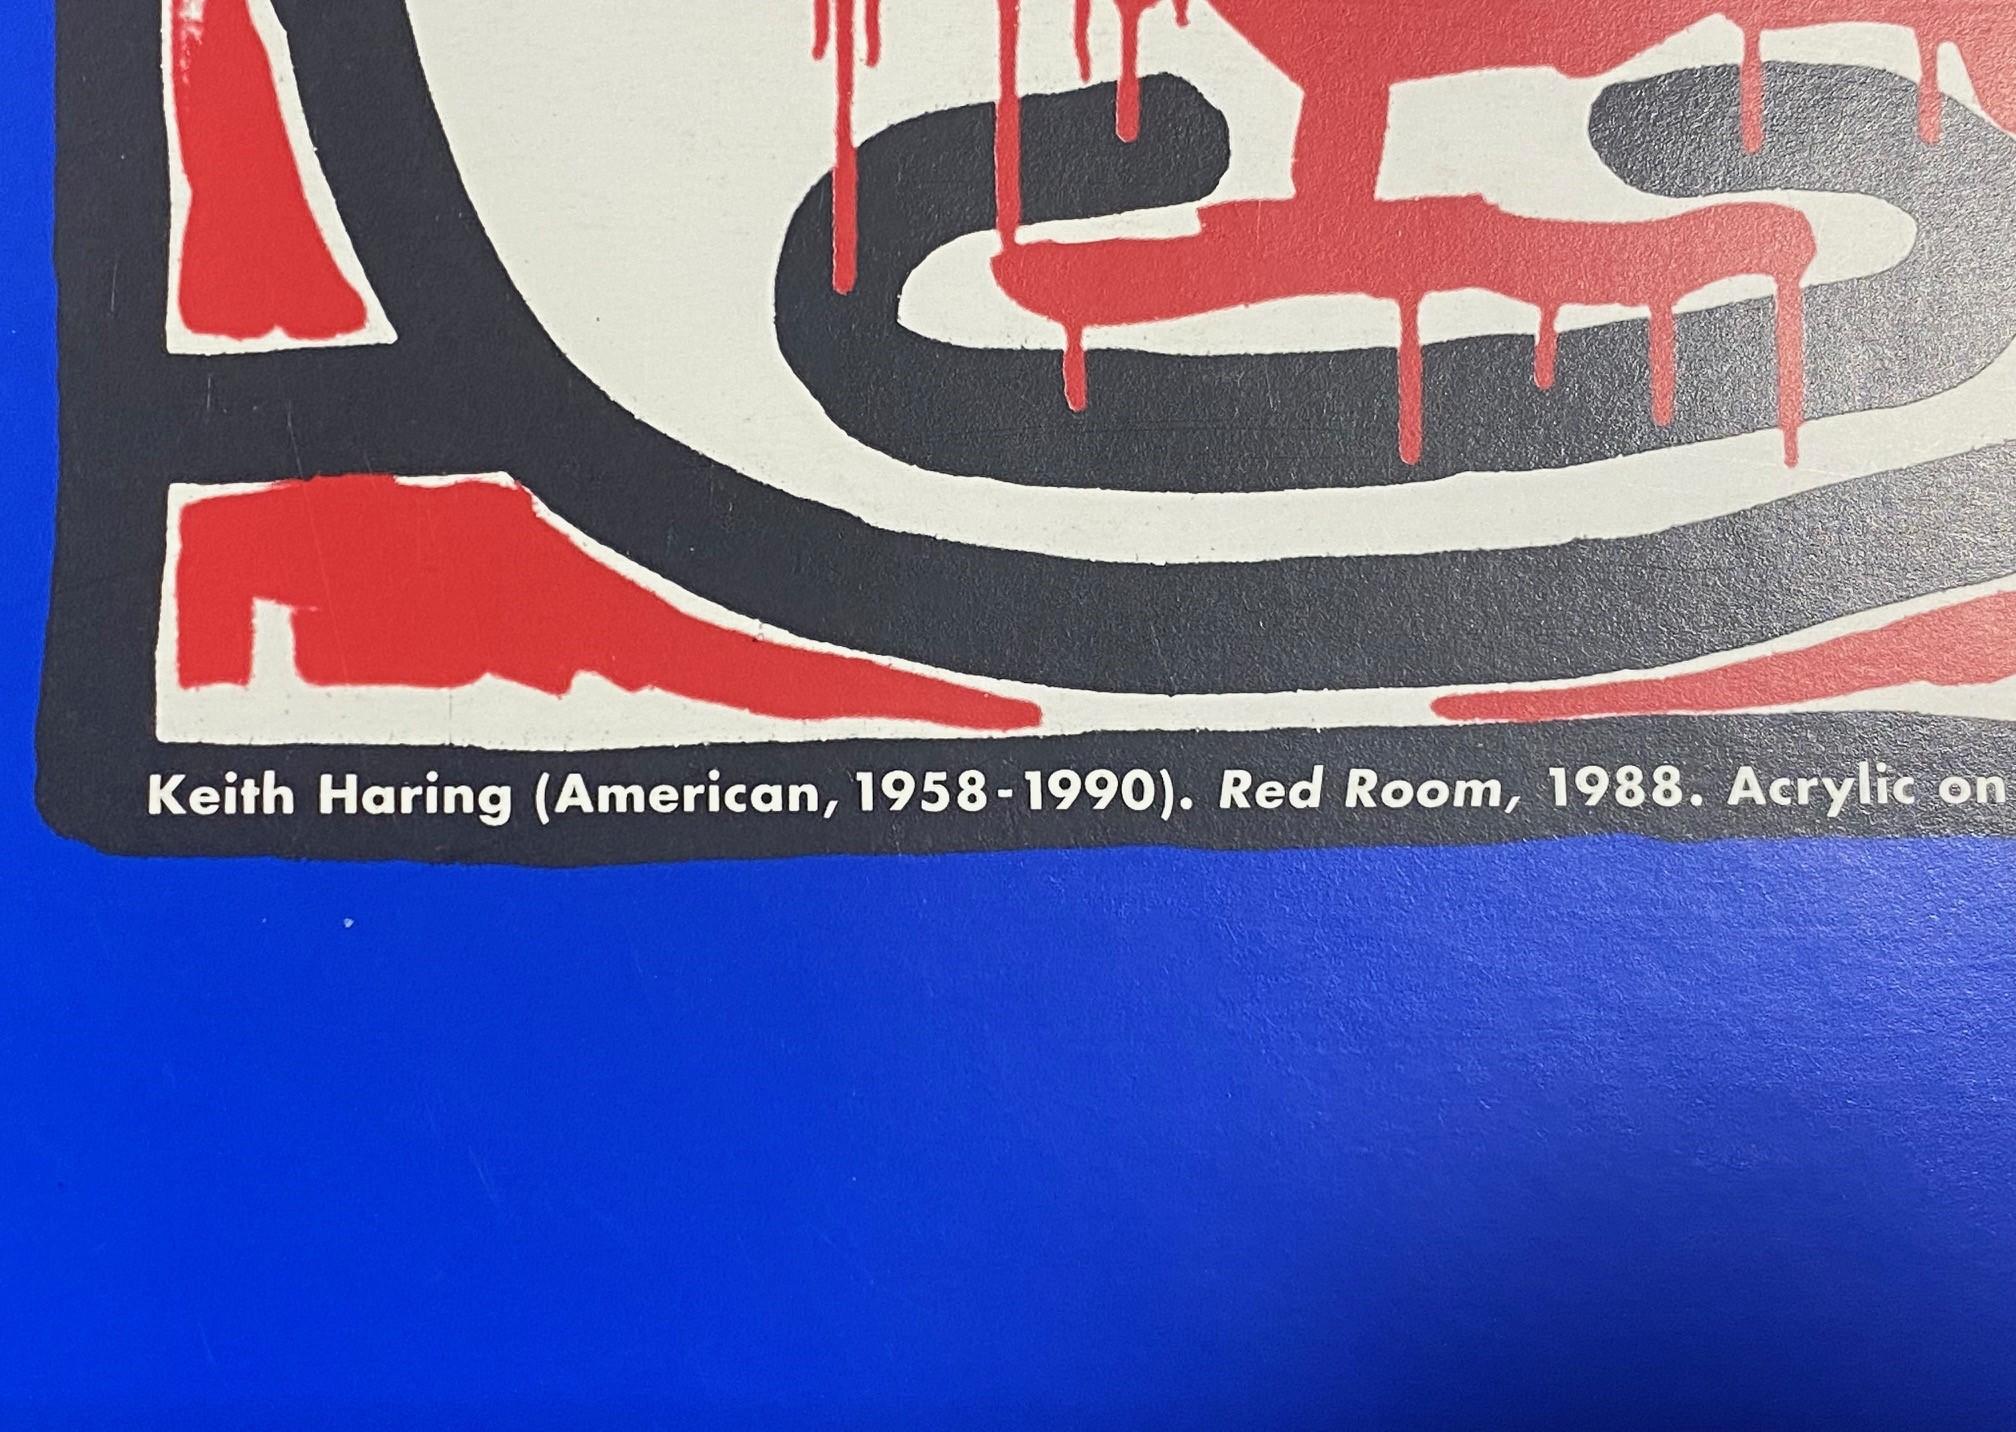 Keith Haring (American, 1958-1990). Red Room, 1988. Acrylic on